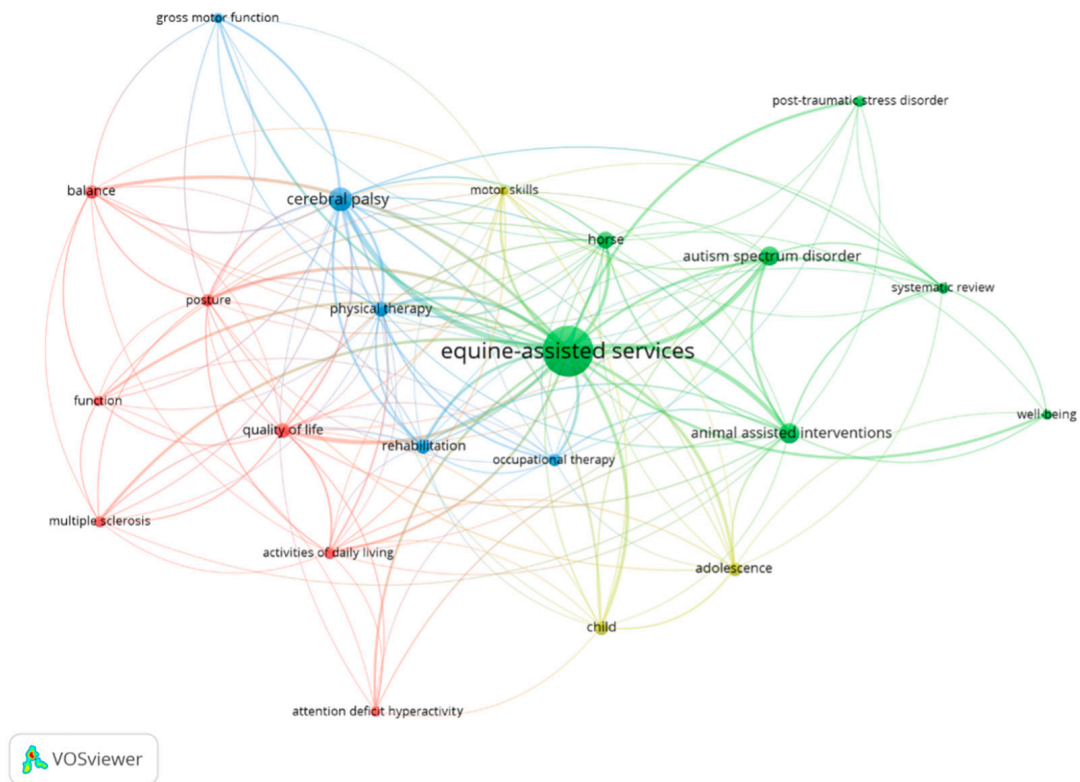 gross motor function
post-traumatic stress disorder
balance
cerebral palsy
motor skills
horse
autism spectrum disorder
systematic review
posture
physical therapy
equine-assisted services
function
well-being
quality of life
rehabilitation
animal assisted interventions
occupational therapy
multiple sclerosis
activities of daily living
adolescence
child
attention deficit hyperactivity
VOSviewer